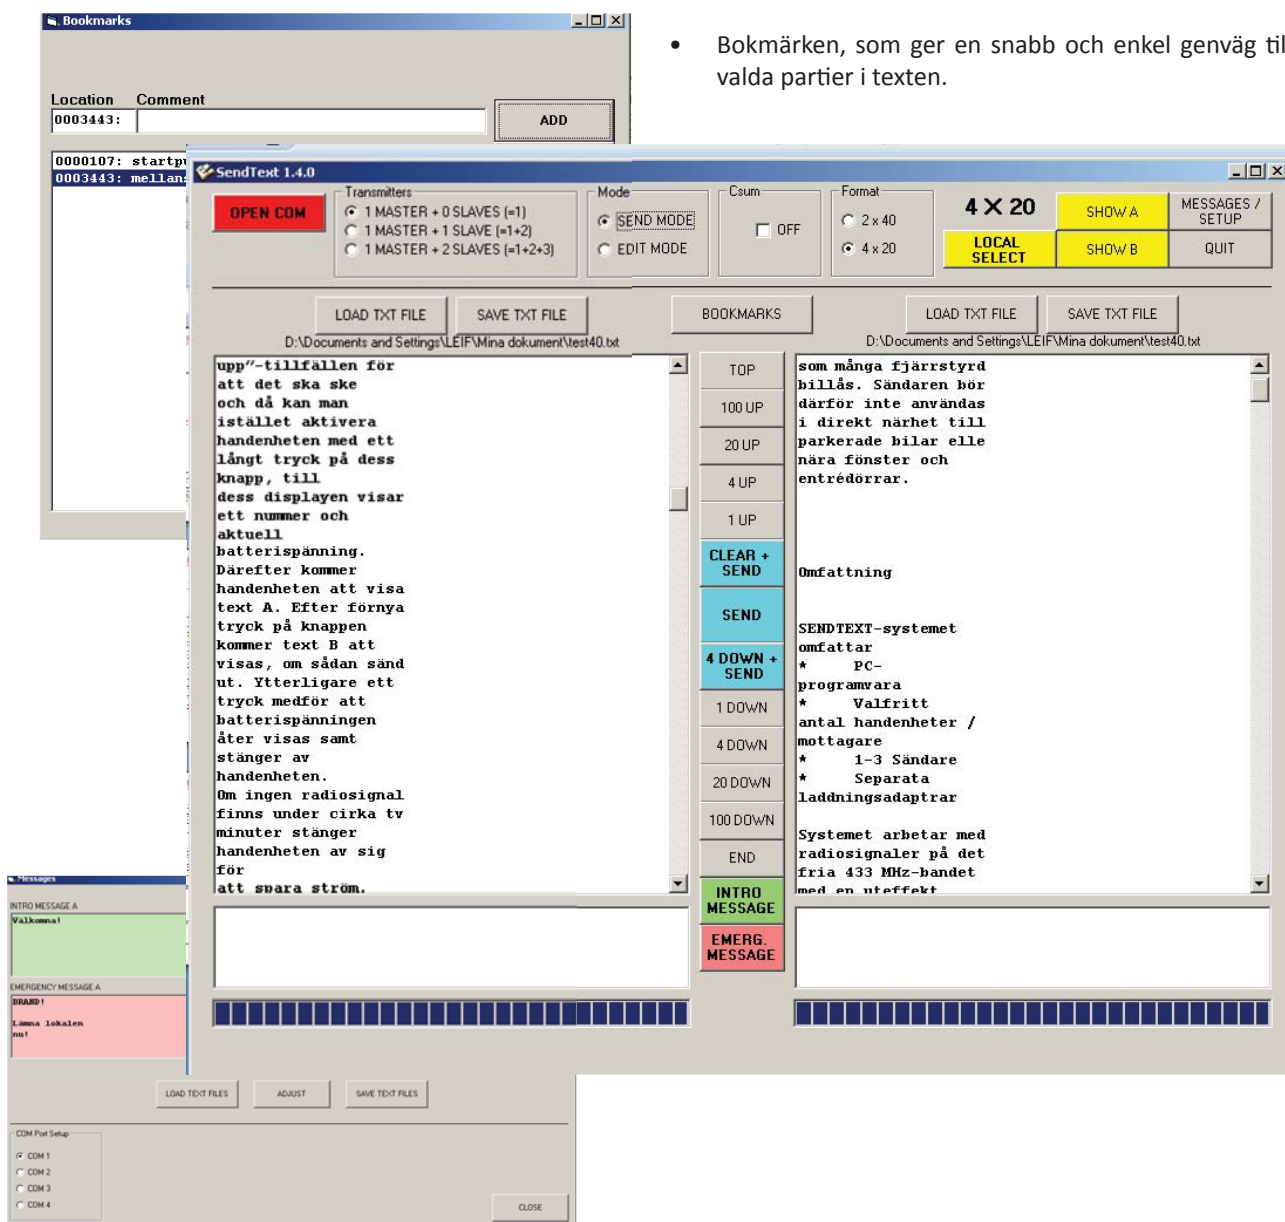 Bookmarks
• Bokmärken, som ger en snabb och enkel genväg til
valda partier i texten.
Location Comment
0003443:
ADD
0000107: startp
0003443: mellan
SendText 1.4.0
OPEN COM
Transmitters
1 MASTER + 0 SLAVES (=1)
1 MASTER + 1 SLAVE (=1+2)
1 MASTER + 2 SLAVES (=1+2+3)
Mode
SEND MODE
EDIT MODE
Csum
OFF
Format
2 x 40
4 x 20
4 X 20
LOCAL
SELECT
SHOW A
SHOW B
MESSAGES /
SETUP
QUIT
LOAD TXT FILE
SAVE TXT FILE
BOOKMARKS
LOAD TXT FILE
SAVE TXT FILE
D:\Documents and Settings\LEIF\Mina dokument\test40.txt
D:\Documents and Settings\LEIF\Mina dokument\test40.txt
upp"-tillfällen för
att det ska ske
och då kan man
istället aktivera
handenheten med ett
långt tryck på dess
knapp, till
dess displayen visar
ett nummer och
aktuell
batterispänning.
Därefter kommer
handenheten att visa
text A. Efter förnya
tryck på knappen
kommer text B att
visas, om sådan sänd
ut. Ytterligare ett
tryck medför att
batterispänningen
åter visas samt
stänger av
handenheten.
Om ingen radiosignal
finns under cirka tv
minuter stänger
handenheten av sig
för
att spara ström.
TOP
100 UP
20 UP
4 UP
1 UP
CLEAR +
SEND
SEND
4 DOWN +
SEND
1 DOWN
4 DOWN
20 DOWN
100 DOWN
END
INTRO
MESSAGE
EMERG.
MESSAGE
som många fjärrstyrd
billås. Sändaren bör
därför inte användas
i direkt närhet till
parkerade bilar elle
nära fönster och
entrédörrar.
Omfattning
SENDTEXT-systemet
omfattar
* PC-
programvara
* Valfritt
antal handenheter /
mottagare
* 1-3 Sändare
* Separata
laddningsadaptrar
Systemet arbetar med
radiosignaler på det
fria 433 MHz-bandet
med en uteffekt
Messages
INTRO MESSAGE A
Välkomna!
EMERGENCY MESSAGE A
BRAND!
Lämna lokalen
nu!
LOAD TEXT FILES
ADJUST
SAVE TEXT FILES
COM Port Setup
COM 1
COM 2
COM 3
COM 4
CLOSE